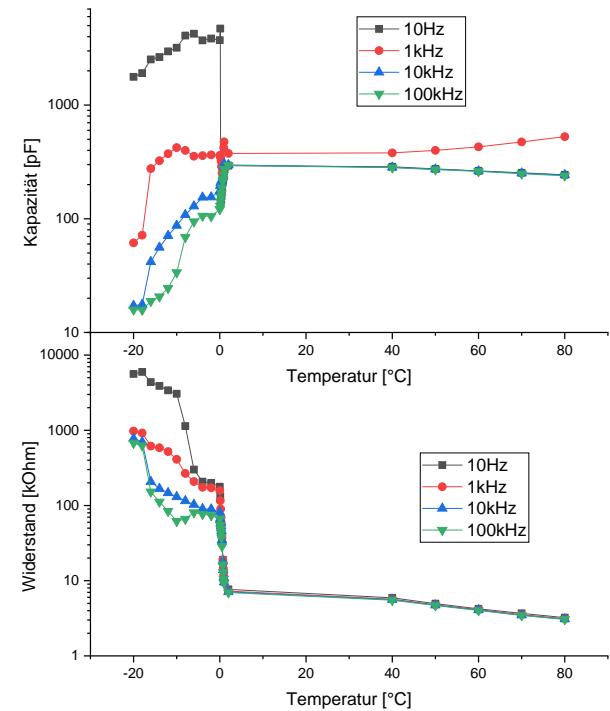 10Hz
1kHz
10kHz
100kHz
1000
100
10
Kapazität [pF]
-20 0 20 40 60 80
Temperatur [°C]
10000
1000
100
10
1
Widerstand [kOhm]
10Hz
1kHz
10kHz
100kHz
-20 0 20 40 60 80
Temperatur [°C]